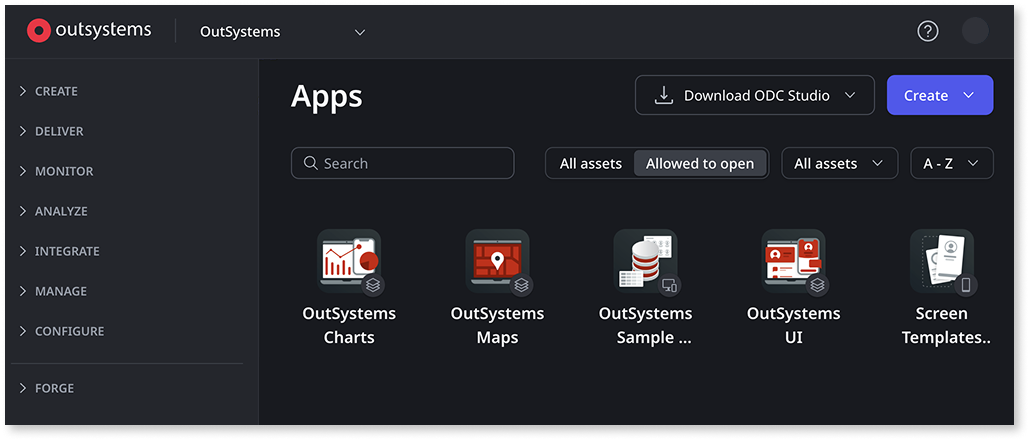 outsystems
OutSystems
CREATE
DELIVER
MONITOR
ANALYZE
INTEGRATE
MANAGE
CONFIGURE
FORGE
Apps
Download ODC Studio
Create
Search
All assets
Allowed to open
All assets
A - Z
OutSystems
Charts
OutSystems
Maps
OutSystems
Sample ...
OutSystems
UI
Screen
Templates..